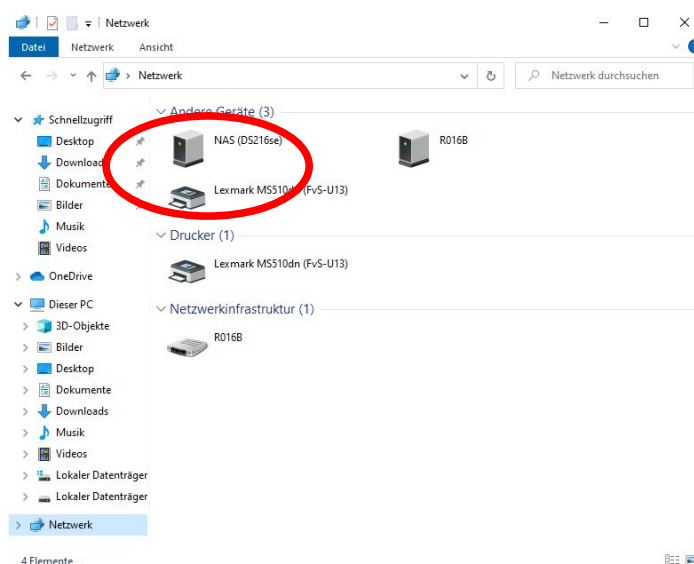 Netzwerk
Datei Netzwerk Ansicht
Netzwerk
Netzwerk durchsuchen
Schnellzugriff
Desktop
Downloads
Dokumente
Bilder
Musik
Videos
OneDrive
Dieser PC
3D-Objekte
Bilder
Desktop
Dokumente
Downloads
Musik
Videos
Lokaler Datenträger
Lokaler Datenträger
Netzwerk
Andere Geräte (3)
NAS (DS216se)
R016B
Lexmark MS510dn (FvS-U13)
Drucker (1)
Lexmark MS510dn (FvS-U13)
Netzwerkinfrastruktur (1)
R016B
4 Elemente